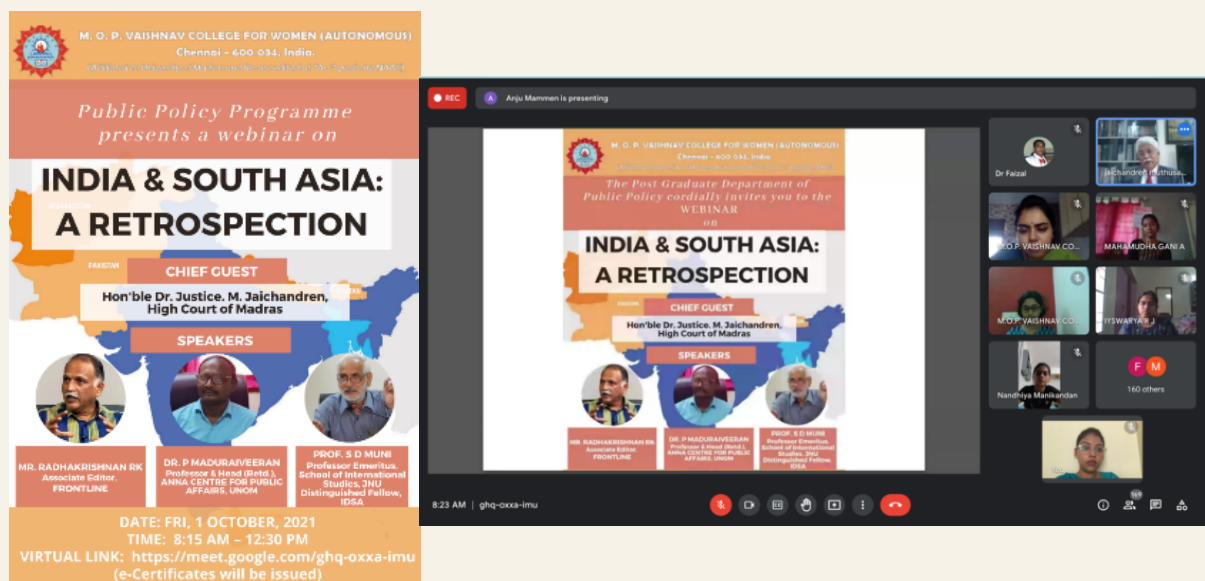 M. O. P. VAISHNAV COLLEGE FOR WOMEN (AUTONOMOUS)
Chennai - 600 034, India.
Public Policy Programme
presents a webinar on
INDIA & SOUTH ASIA:
A RETROSPECTION
PAKISTAN
CHIEF GUEST
Hon'ble Dr. Justice. M. Jaichandren,
High Court of Madras
SPEAKERS
MR. RADHAKRISHNAN RK
Associate Editor,
FRONTLINE
DR. P MADURAIVEERAN
Professor & Head (Retd.),
ANNA CENTRE FOR PUBLIC
AFFAIRS, UNOM
PROF. S D MUNI
Professor Emeritus,
School of International
Studies, JNU
Distinguished Fellow,
IDSA
DATE: FRI, 1 OCTOBER, 2021
TIME: 8:15 AM – 12:30 PM
VIRTUAL LINK: https://meet.google.com/ghq-oxxa-imu
(e-Certificates will be issued)
REC
A Anju Mammen is presenting
M. O. P. VAISHNAV COLLEGE FOR WOMEN (AUTONOMOUS)
Chennai - 600 034, India
The Post Graduate Department of
Public Policy cordially invites you to the
WEBINAR
on
INDIA & SOUTH ASIA:
A RETROSPECTION
CHIEF GUEST
Hon'ble Dr. Justice. M. Jaichandren,
High Court of Madras
SPEAKERS
MR. RADHAKRISHNAN RK
Associate Editor,
FRONTLINE
DR. P MADURAIVEERAN
Professor & Head (Retd.),
ANNA CENTRE FOR PUBLIC
AFFAIRS, UNOM
PROF. S D MUNI
Professor Emeritus,
School of International
Studies, JNU
Distinguished Fellow,
IDSA
Dr Faizal
jaichandren muthusa...
M.O.P. VAISHNAV CO...
MAHAMUDHA GANI A
M.O.P. VAISHNAV CO...
IYSWARYA R J
Nandhiya Manikandan
F M
160 others
You
8:23 AM | ghq-oxxa-imu
169